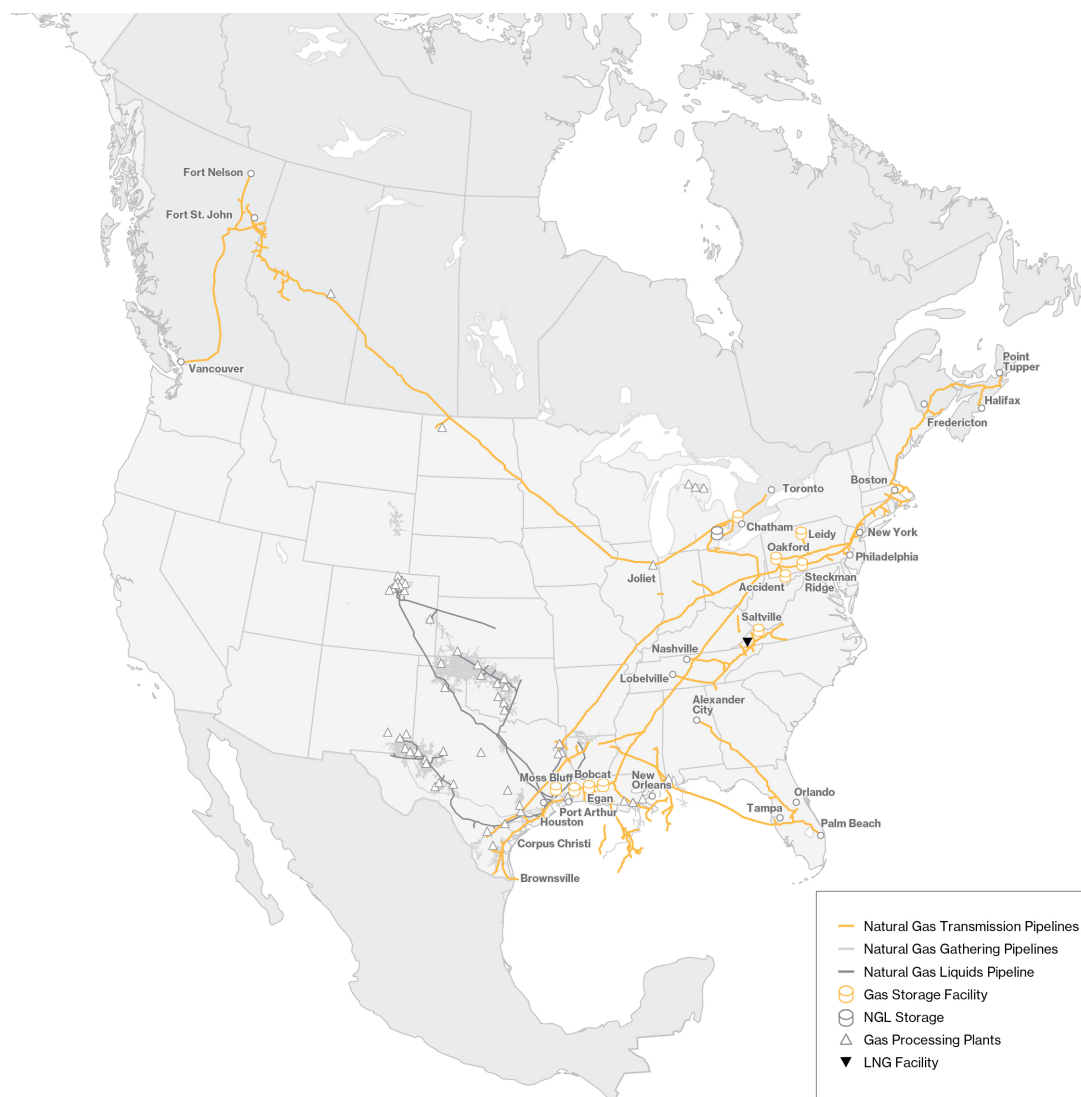 Fort Nelson
Fort St. John
Vancouver
Point
Tupper
Halifax
Fredericton
Boston
Toronto
Chatham
Leidy
New York
Oakford
Philadelphia
Joliet
Accident
Steckman
Ridge
Saltville
Nashville
Lobelville
Alexander
City
Moss Bluff
Bobcat
New
Orleans
Egan
Port Arthur
Houston
Orlando
Tampa
Palm Beach
Corpus Christi
Brownsville
Natural Gas Transmission Pipelines
Natural Gas Gathering Pipelines
Natural Gas Liquids Pipeline
Gas Storage Facility
NGL Storage
Gas Processing Plants
LNG Facility